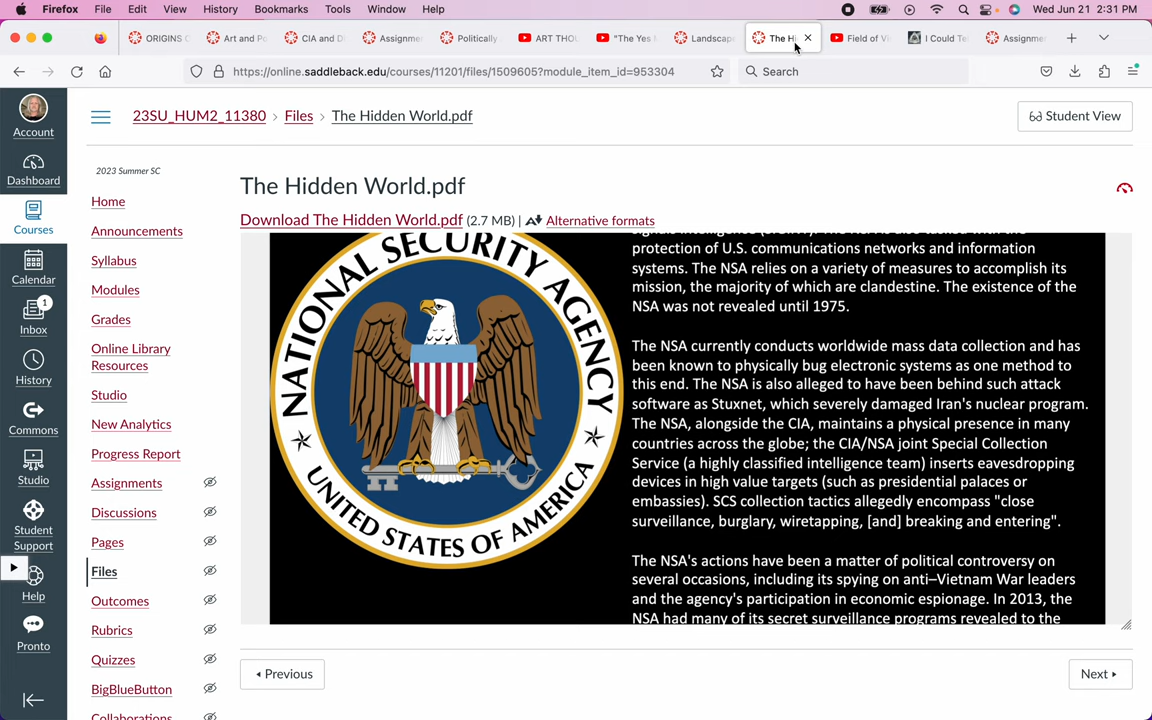 Firefox File Edit View History Bookmarks Tools Window Help Wed Jun 21 2:31 PM
ORIGINS Art and Po CIA and Di Assignme Politically ART THOU "The Yes M Landscap The Hi Field of Vi I Could Tel Assignme
https://online.saddleback.edu/courses/11201/files/1509605?module_item_id=953304 Search
Account
Dashboard
Courses
Calendar
1
Inbox
History
Commons
Studio
Student
Support
Help
Pronto
23SU_HUM2_11380 › Files › The Hidden World.pdf
Student View
2023 Summer SC
Home
Announcements
Syllabus
Modules
Grades
Online Library
Resources
Studio
New Analytics
Progress Report
Assignments
Discussions
Pages
Files
Outcomes
Rubrics
Quizzes
BigBlueButton
Collaborations
The Hidden World.pdf
Download The Hidden World.pdf (2.7 MB) | Alternative formats
NATIONAL SECURITY AGENCY
UNITED STATES OF AMERICA
protection of U.S. communications networks and information
systems. The NSA relies on a variety of measures to accomplish its
mission, the majority of which are clandestine. The existence of the
NSA was not revealed until 1975.
The NSA currently conducts worldwide mass data collection and has
been known to physically bug electronic systems as one method to
this end. The NSA is also alleged to have been behind such attack
software as Stuxnet, which severely damaged Iran's nuclear program.
The NSA, alongside the CIA, maintains a physical presence in many
countries across the globe; the CIA/NSA joint Special Collection
Service (a highly classified intelligence team) inserts eavesdropping
devices in high value targets (such as presidential palaces or
embassies). SCS collection tactics allegedly encompass "close
surveillance, burglary, wiretapping, [and] breaking and entering".
The NSA's actions have been a matter of political controversy on
several occasions, including its spying on anti–Vietnam War leaders
and the agency's participation in economic espionage. In 2013, the
NSA had many of its secret surveillance programs revealed to the
Previous
Next